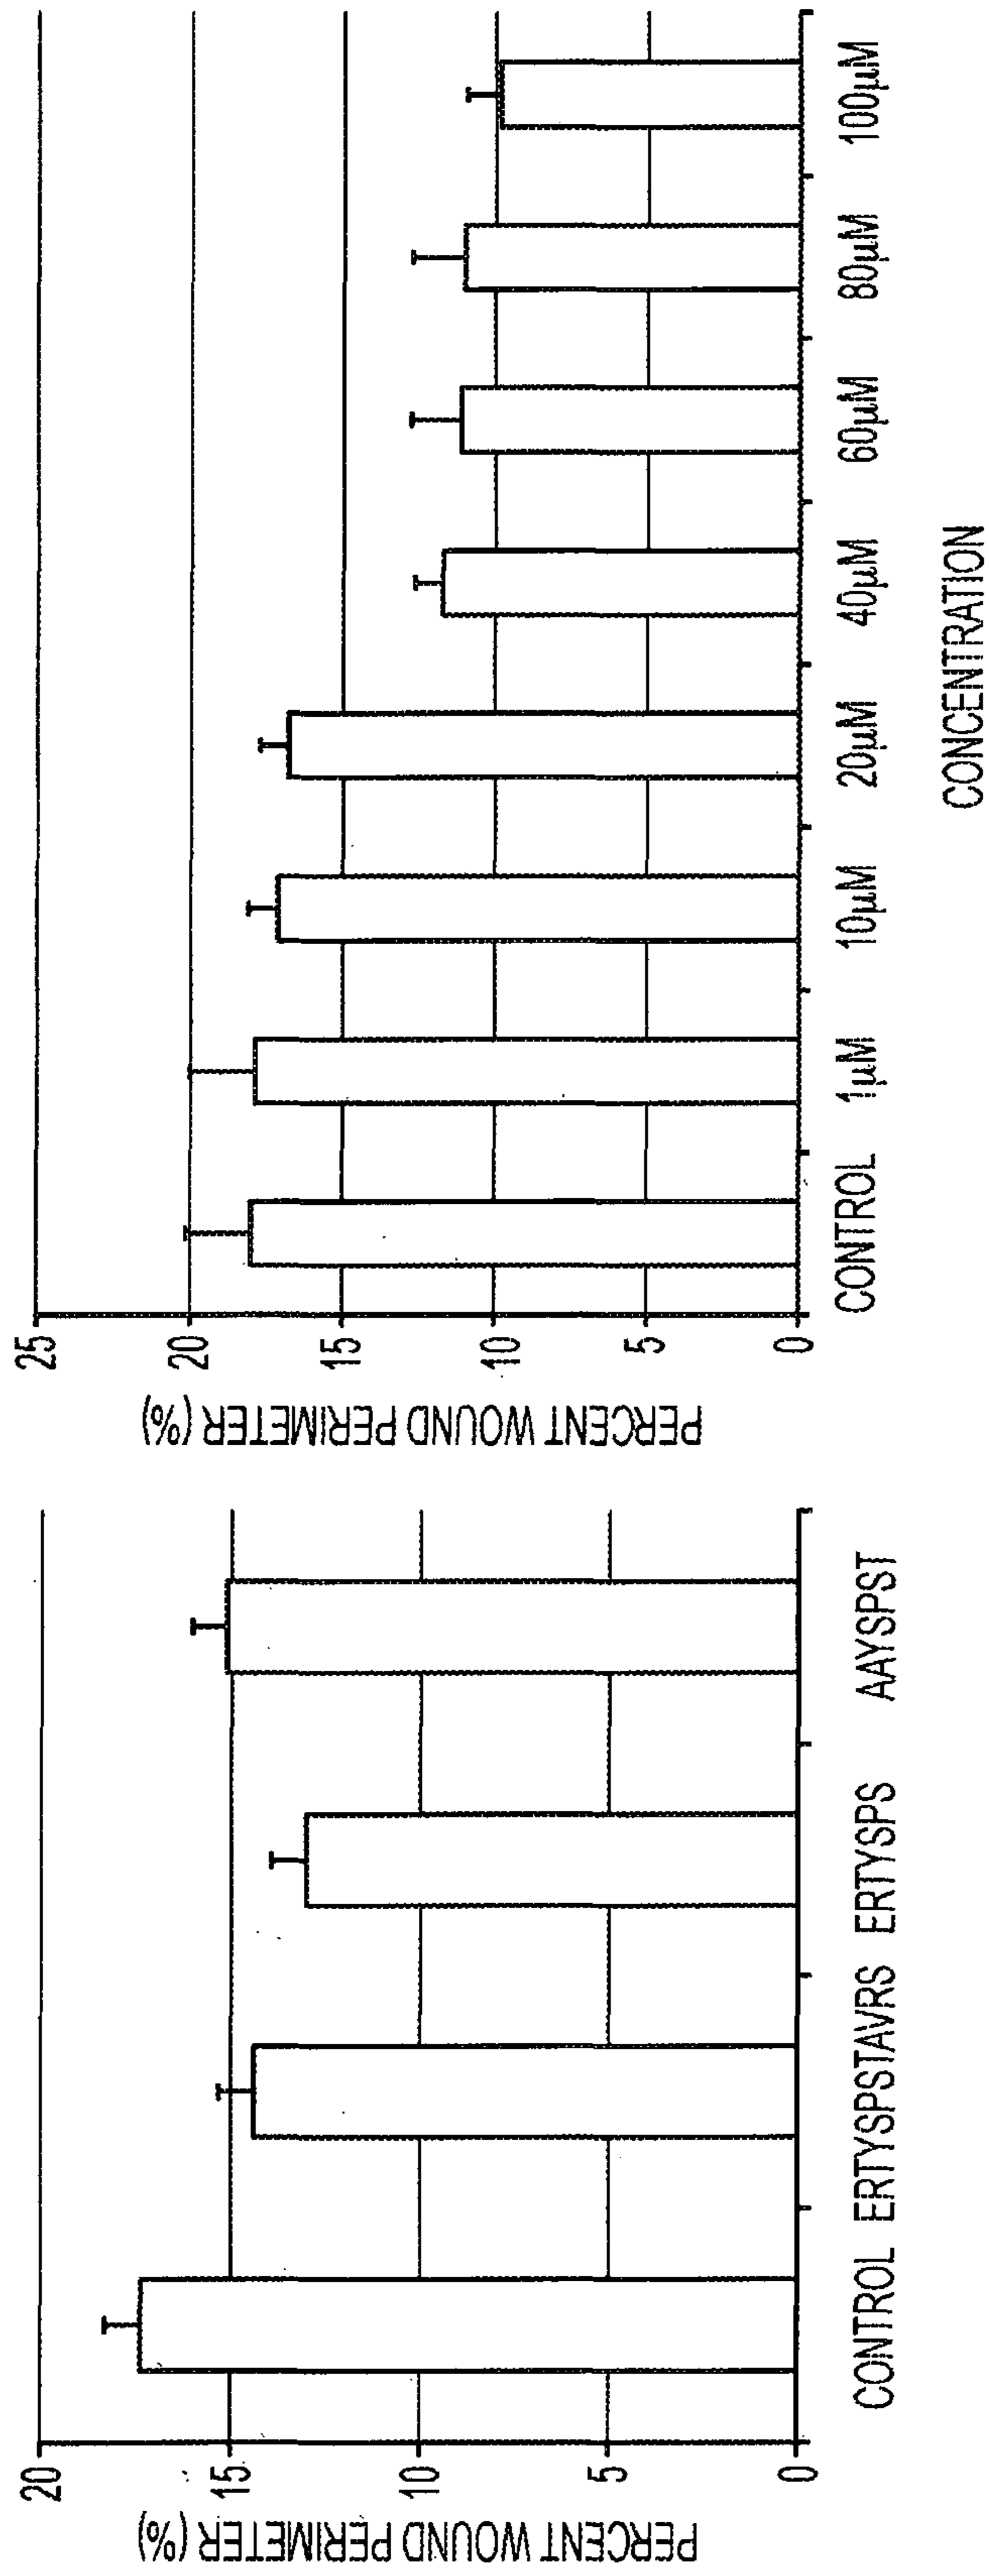 PERCENT WOUND PERIMETER (%)
20
15
10
5
0
CONTROL ERTYSPSTAVRS ERTYSPS AAYSPST
PERCENT WOUND PERIMETER (%)
25
20
15
10
5
0
CONTROL 1µM 10µM 20µM 40µM 60µM 80µM 100µM
CONCENTRATION